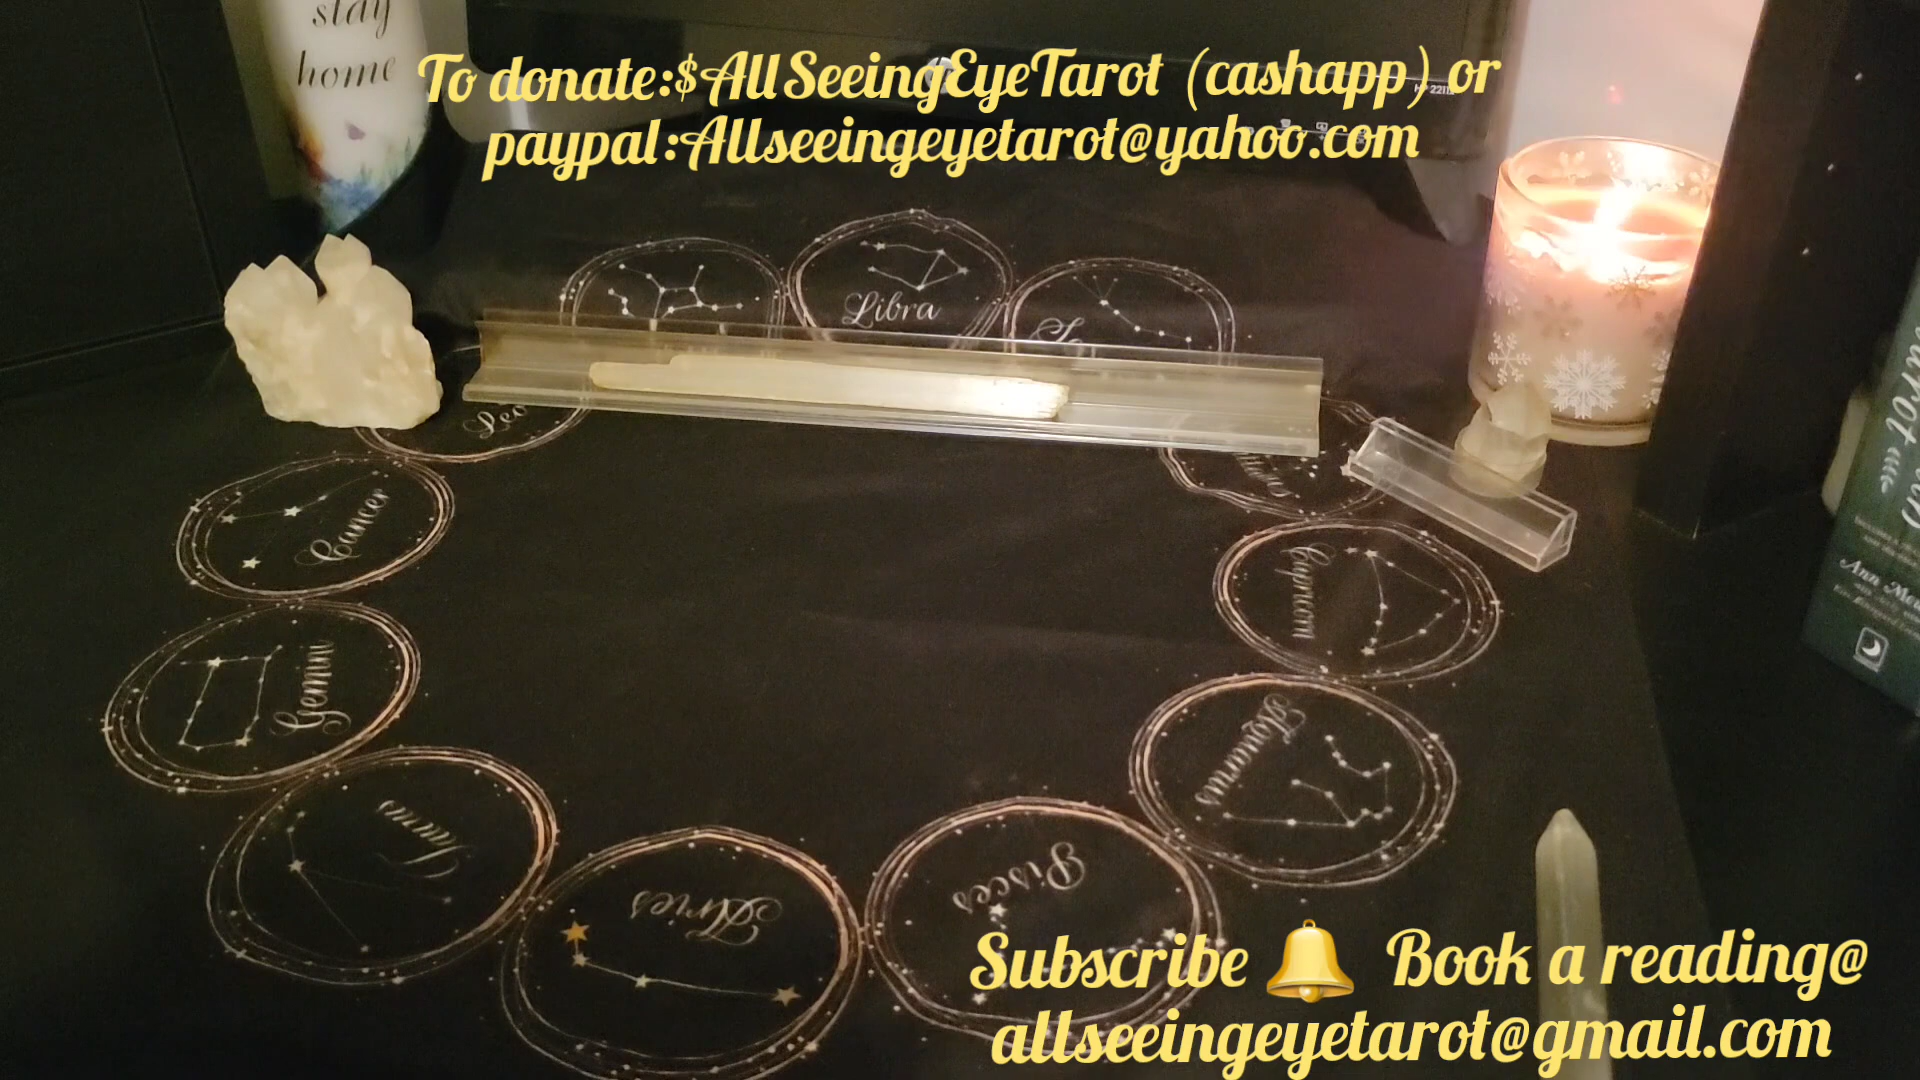 stay
home
To donate:$AllSeeingEyeTarot (cashapp) or
paypal:Allseeingeyetarot@yahoo.com
Libra
Leo
Cancer
Capricorn
Gemini
Aquarius
Taurus
Aries
Pisces
Subscribe 🔔 Book a reading@
allseeingeyetarot@gmail.com